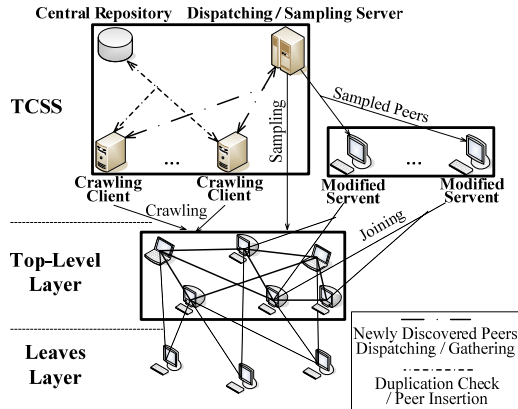 Central Repository
Dispatching / Sampling Server
TCSS
Sampled Peers
Sampling
...
...
Crawling
Client
Crawling
Client
Modified
Servent
Modified
Servent
Crawling
Joining
Top-Level
Layer
Leaves
Layer
Newly Discovered Peers
Dispatching / Gathering
Duplication Check
/ Peer Insertion